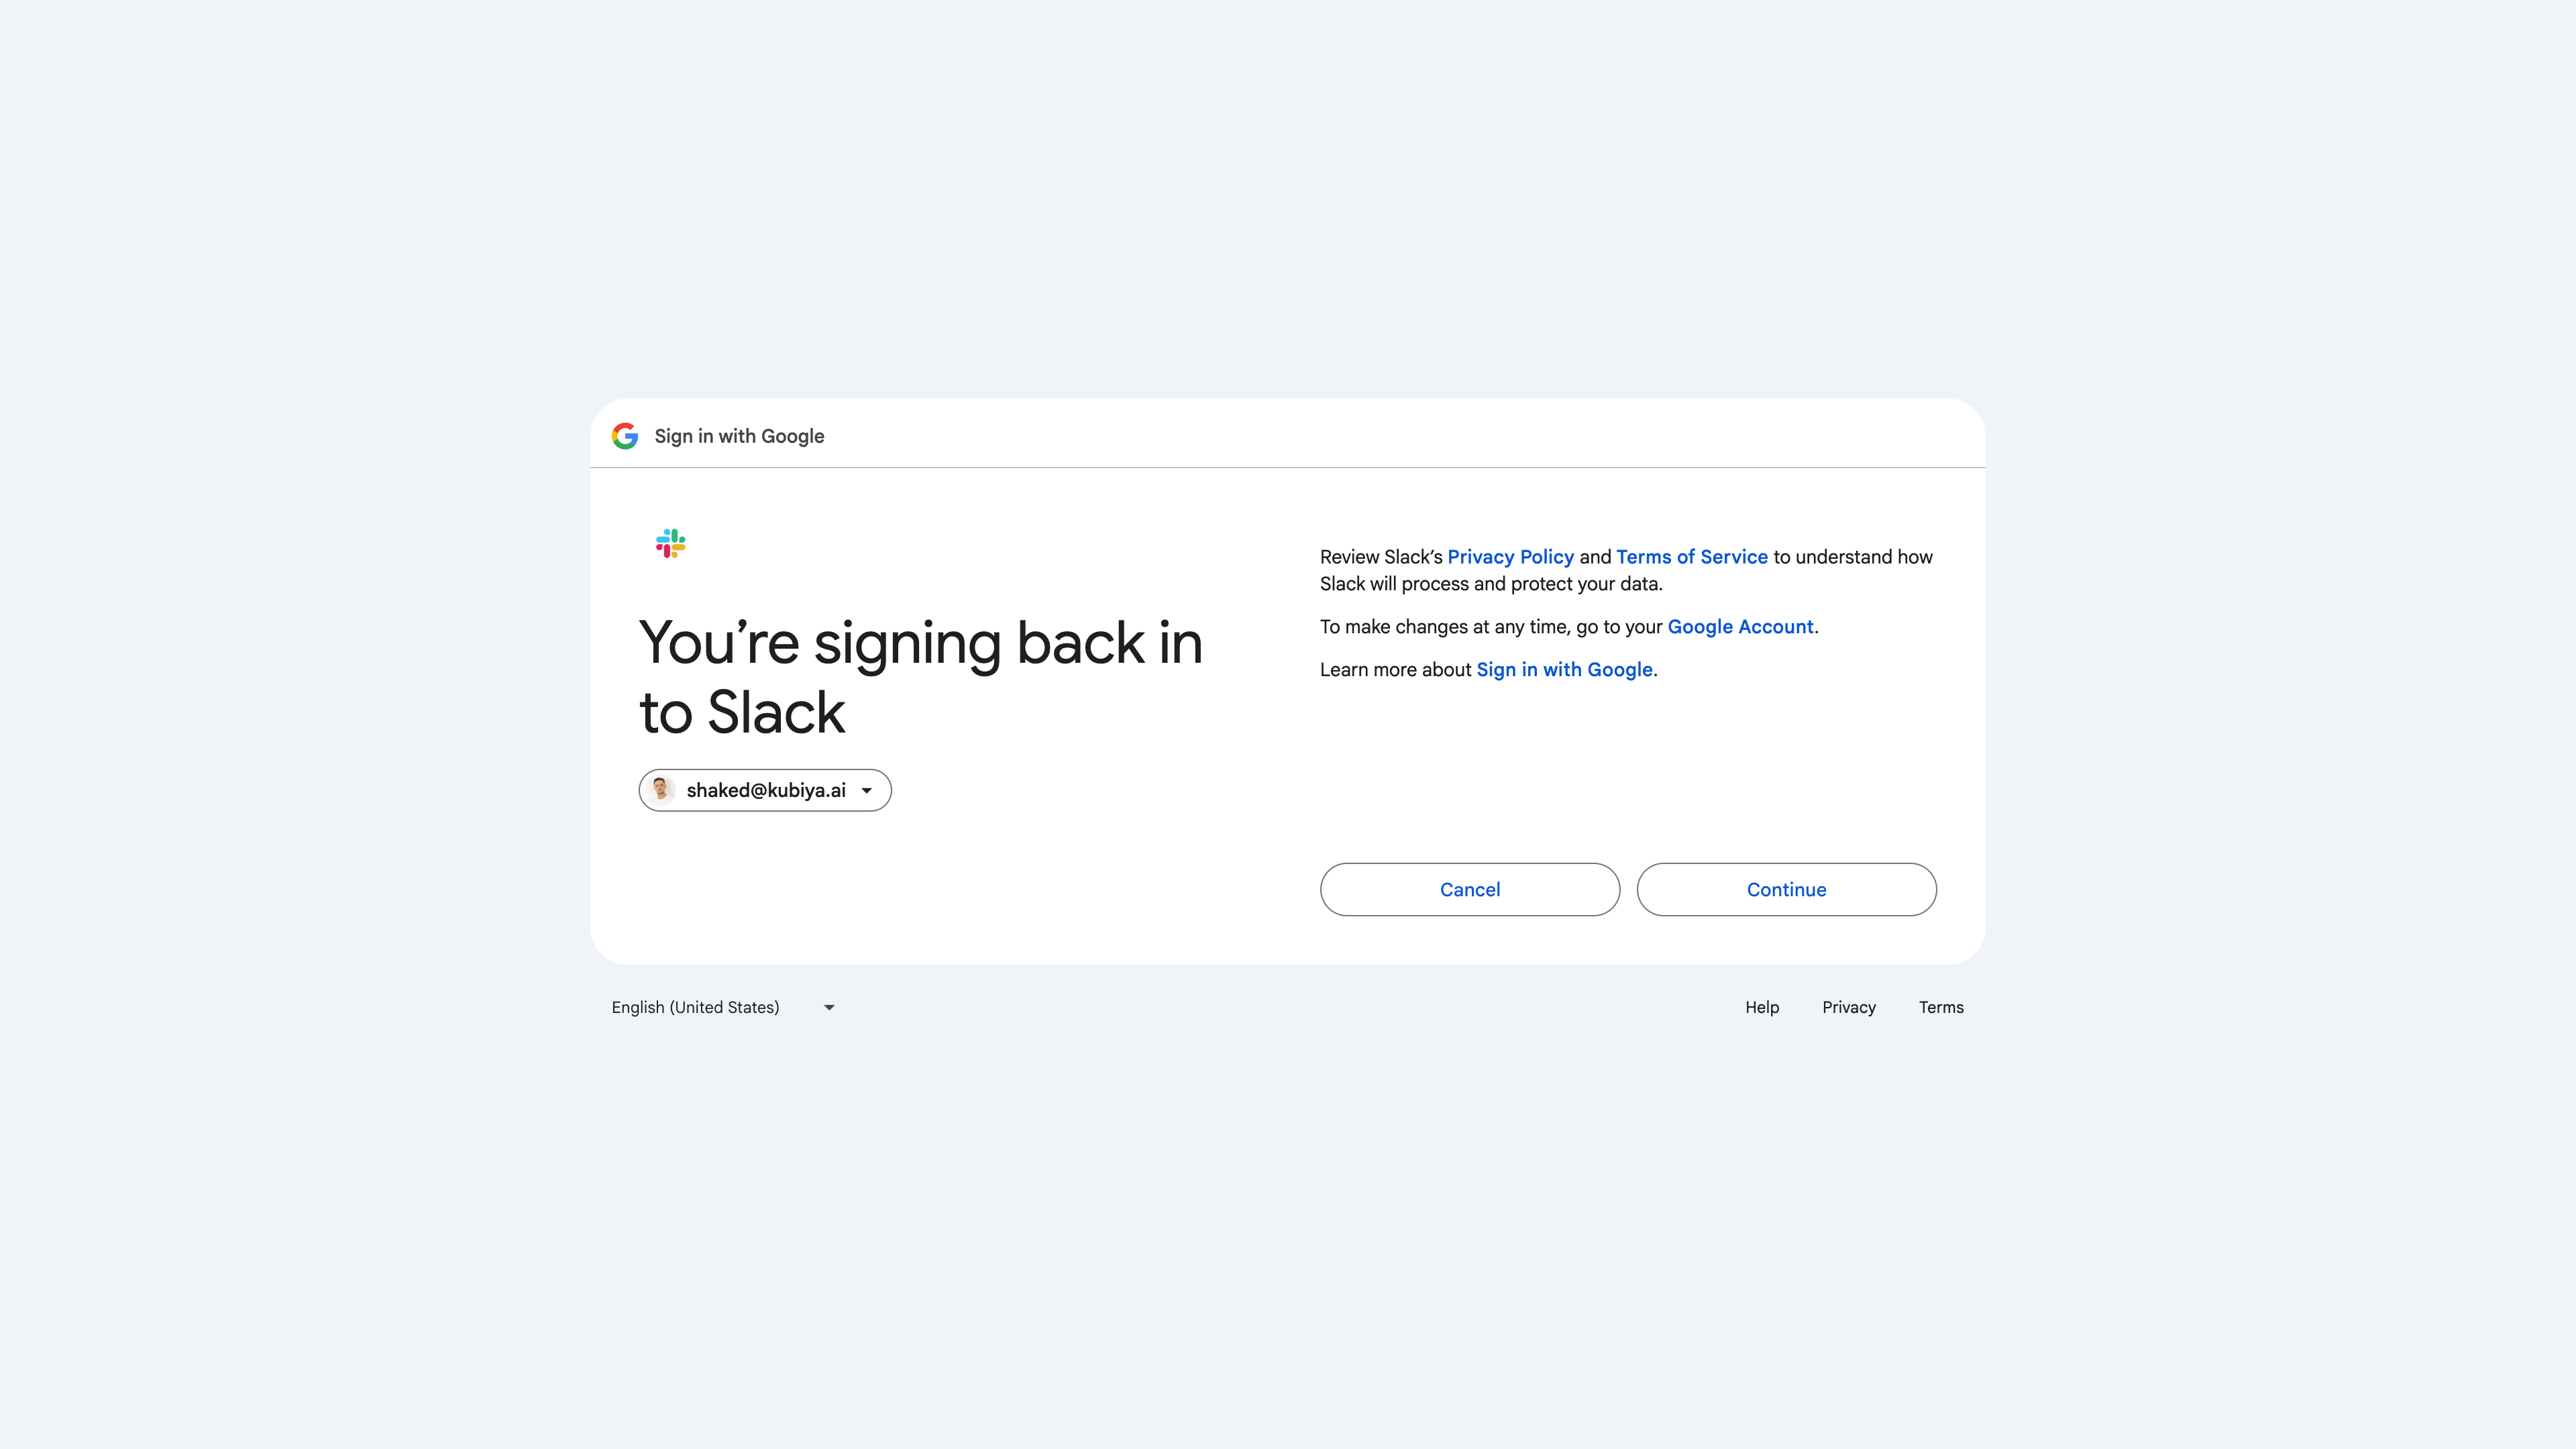 Sign in with Google
You’re signing back in
to Slack
shaked@kubiya.ai
Review Slack’s Privacy Policy and Terms of Service to understand how
Slack will process and protect your data.
To make changes at any time, go to your Google Account.
Learn more about Sign in with Google.
Cancel
Continue
English (United States)
Help
Privacy
Terms